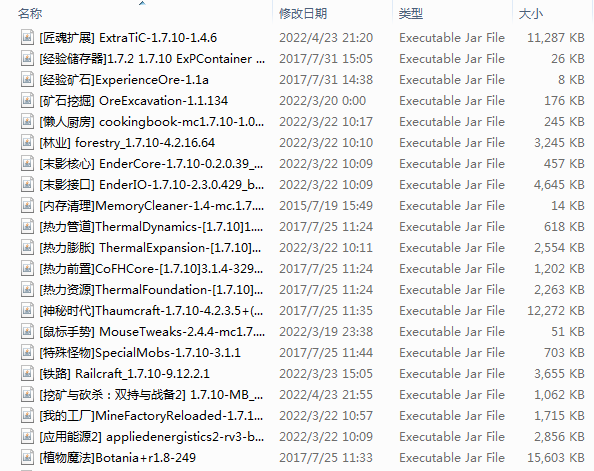 名称 修改日期 类型 大小
[匠魂扩展] ExtraTiC-1.7.10-1.4.6 2022/4/23 21:20 Executable Jar File 11,287 KB
[经验储存器]1.7.2 1.7.10 ExPContainer ... 2017/7/31 15:05 Executable Jar File 26 KB
[经验矿石]ExperienceOre-1.1a 2017/7/31 14:38 Executable Jar File 8 KB
[矿石挖掘] OreExcavation-1.1.134 2022/3/20 0:00 Executable Jar File 176 KB
[懒人厨房] cookingbook-mc1.7.10-1.0... 2022/3/22 10:17 Executable Jar File 245 KB
[林业] forestry_1.7.10-4.2.16.64 2022/3/22 10:10 Executable Jar File 3,245 KB
[末影核心] EnderCore-1.7.10-0.2.0.39_... 2022/3/22 10:09 Executable Jar File 457 KB
[末影接口] EnderIO-1.7.10-2.3.0.429_b... 2022/3/22 10:09 Executable Jar File 4,645 KB
[内存清理]MemoryCleaner-1.4-mc.1.7.... 2015/7/19 15:49 Executable Jar File 14 KB
[热力管道]ThermalDynamics-[1.7.10]1.... 2017/7/25 11:24 Executable Jar File 618 KB
[热力膨胀] ThermalExpansion-[1.7.10]... 2022/3/22 10:11 Executable Jar File 2,554 KB
[热力前置]CoFHCore-[1.7.10]3.1.4-329... 2017/7/25 11:24 Executable Jar File 1,202 KB
[热力资源]ThermalFoundation-[1.7.10]... 2017/7/25 11:24 Executable Jar File 2,263 KB
[神秘时代]Thaumcraft-1.7.10-4.2.3.5+(... 2017/7/25 11:35 Executable Jar File 12,272 KB
[鼠标手势] MouseTweaks-2.4.4-mc1.7... 2022/3/19 23:38 Executable Jar File 51 KB
[特殊怪物]SpecialMobs-1.7.10-3.1.1 2017/7/25 11:44 Executable Jar File 703 KB
[铁路] Railcraft_1.7.10-9.12.2.1 2022/3/23 15:05 Executable Jar File 3,655 KB
[挖矿与砍杀：双持与战备2] 1.7.10-MB_... 2022/4/23 21:55 Executable Jar File 1,062 KB
[我的工厂]MineFactoryReloaded-1.7.1... 2022/3/22 10:57 Executable Jar File 1,715 KB
[应用能源2] appliedenergistics2-rv3-b... 2022/3/22 10:09 Executable Jar File 2,856 KB
[植物魔法]Botania+r1.8-249 2017/7/25 11:33 Executable Jar File 15,603 KB